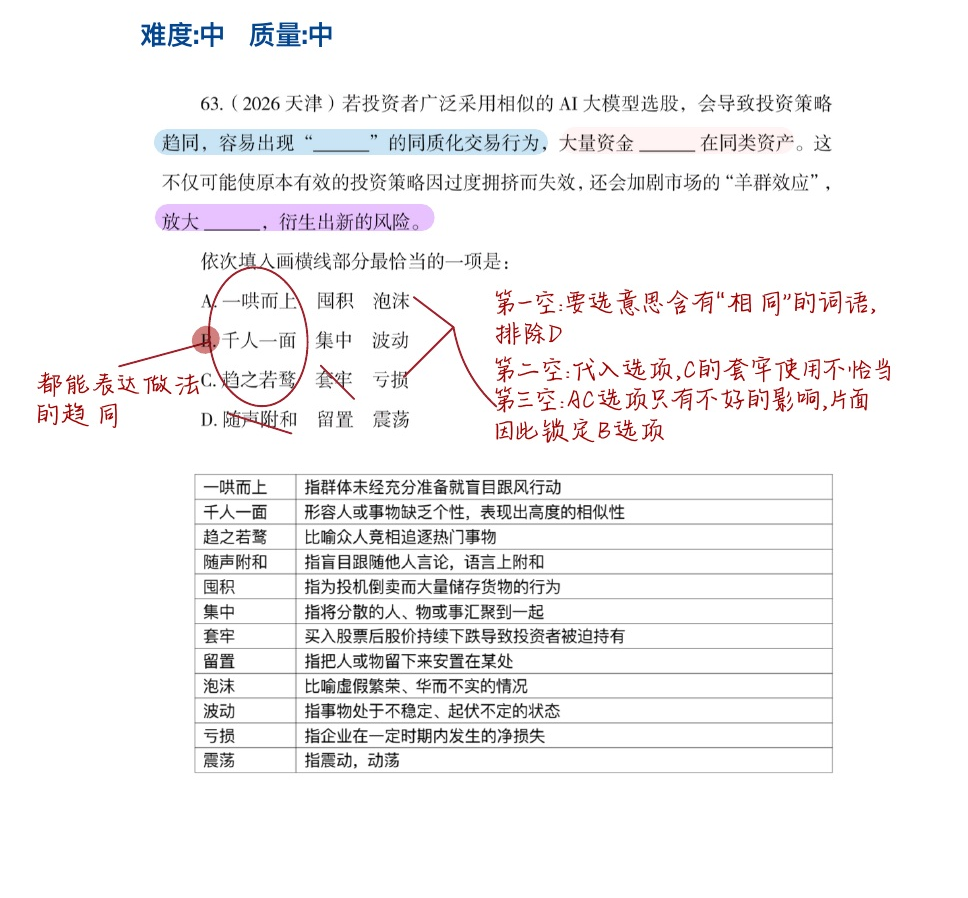 难度:中 质量:中
63.（2026 天津）若投资者广泛采用相似的 AI 大模型选股，会导致投资策略
趋同，容易出现“______”的同质化交易行为，大量资金 ______ 在同类资产。这
不仅可能使原本有效的投资策略因过度拥挤而失效，还会加剧市场的“羊群效应”，
放大 ______，衍生出新的风险。
依次填入画横线部分最恰当的一项是：
A. 一哄而上 囤积 泡沫
B. 千人一面 集中 波动
C. 趋之若鹜 套牢 亏损
D. 随声附和 留置 震荡
都能表达做法
的趋同
第一空:要选意思含有“相同”的词语,
排除D
第二空:代入选项,C的套牢使用不恰当
第三空:AC选项只有不好的影响,片面
因此锁定B选项
一哄而上 指群体未经充分准备就盲目跟风行动
千人一面 形容人或事物缺乏个性，表现出高度的相似性
趋之若鹜 比喻众人竞相追逐热门事物
随声附和 指盲目跟随他人言论，语言上附和
囤积 指为投机倒卖而大量储存货物的行为
集中 指将分散的人、物或事汇聚到一起
套牢 买入股票后股价持续下跌导致投资者被迫持有
留置 指把人或物留下来安置在某处
泡沫 比喻虚假繁荣、华而不实的情况
波动 指事物处于不稳定、起伏不定的状态
亏损 指企业在一定时期内发生的净损失
震荡 指震动，动荡